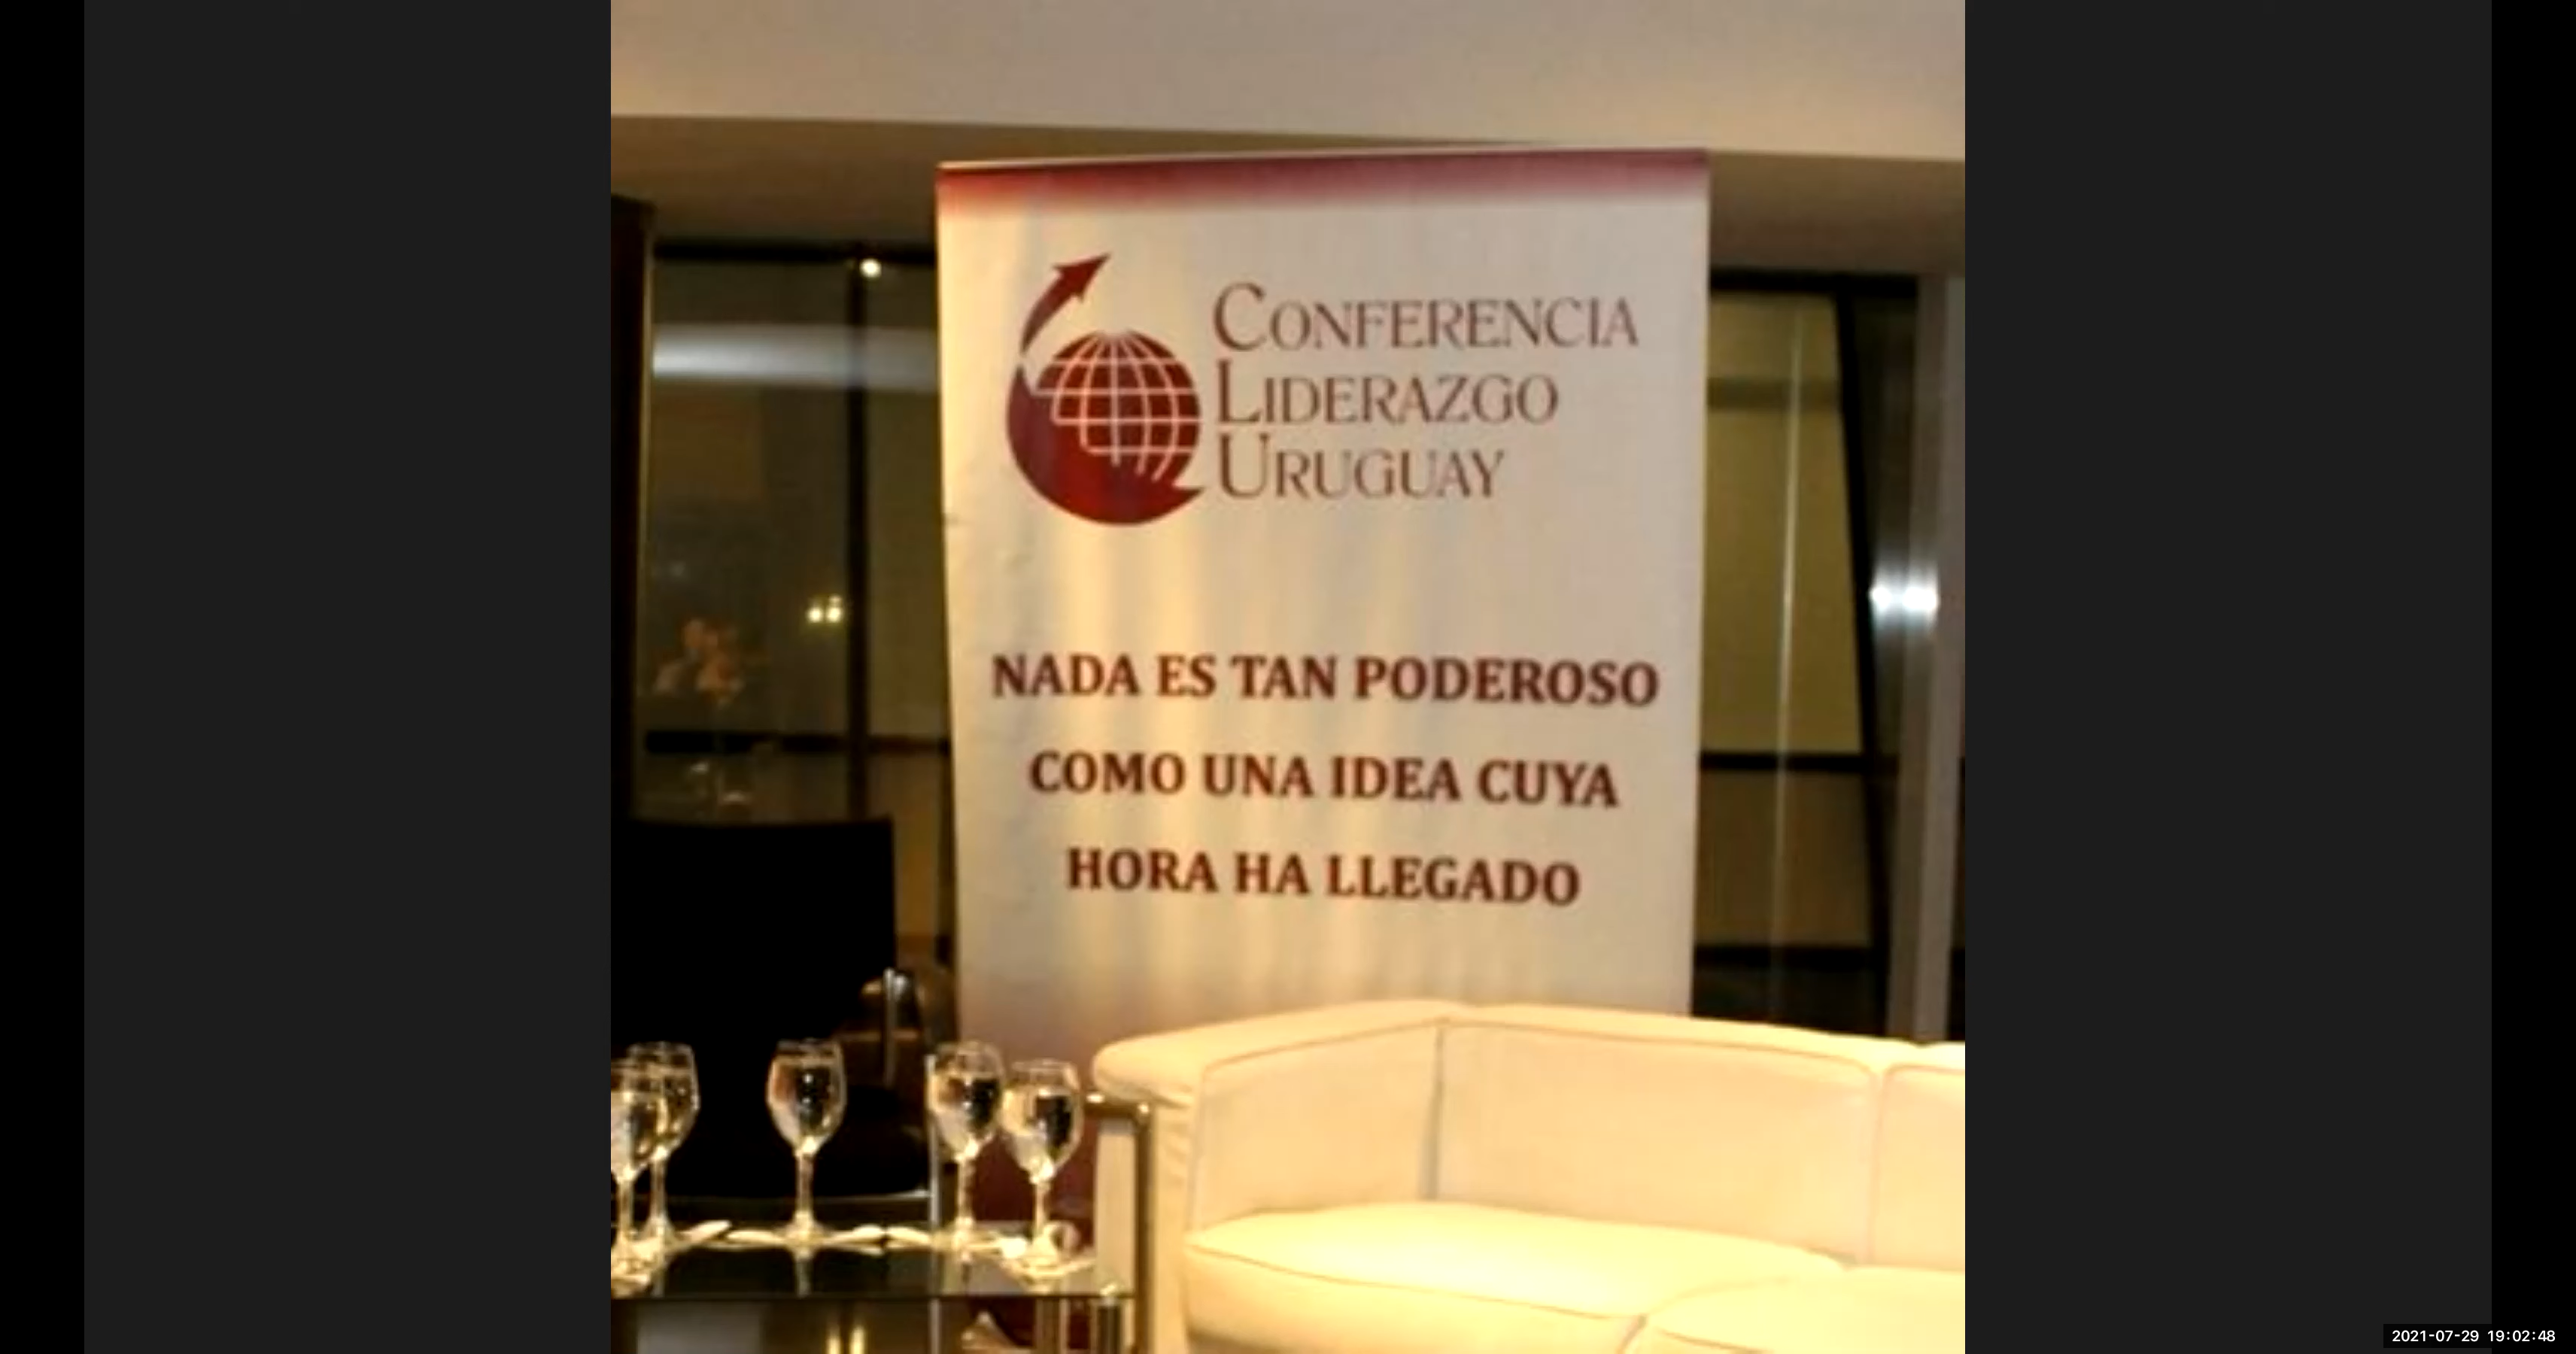 CONFERENCIA
LIDERAZGO
URUGUAY
NADA ES TAN PODEROSO
COMO UNA IDEA CUYA
HORA HA LLEGADO
2021-07-29 19:02:48